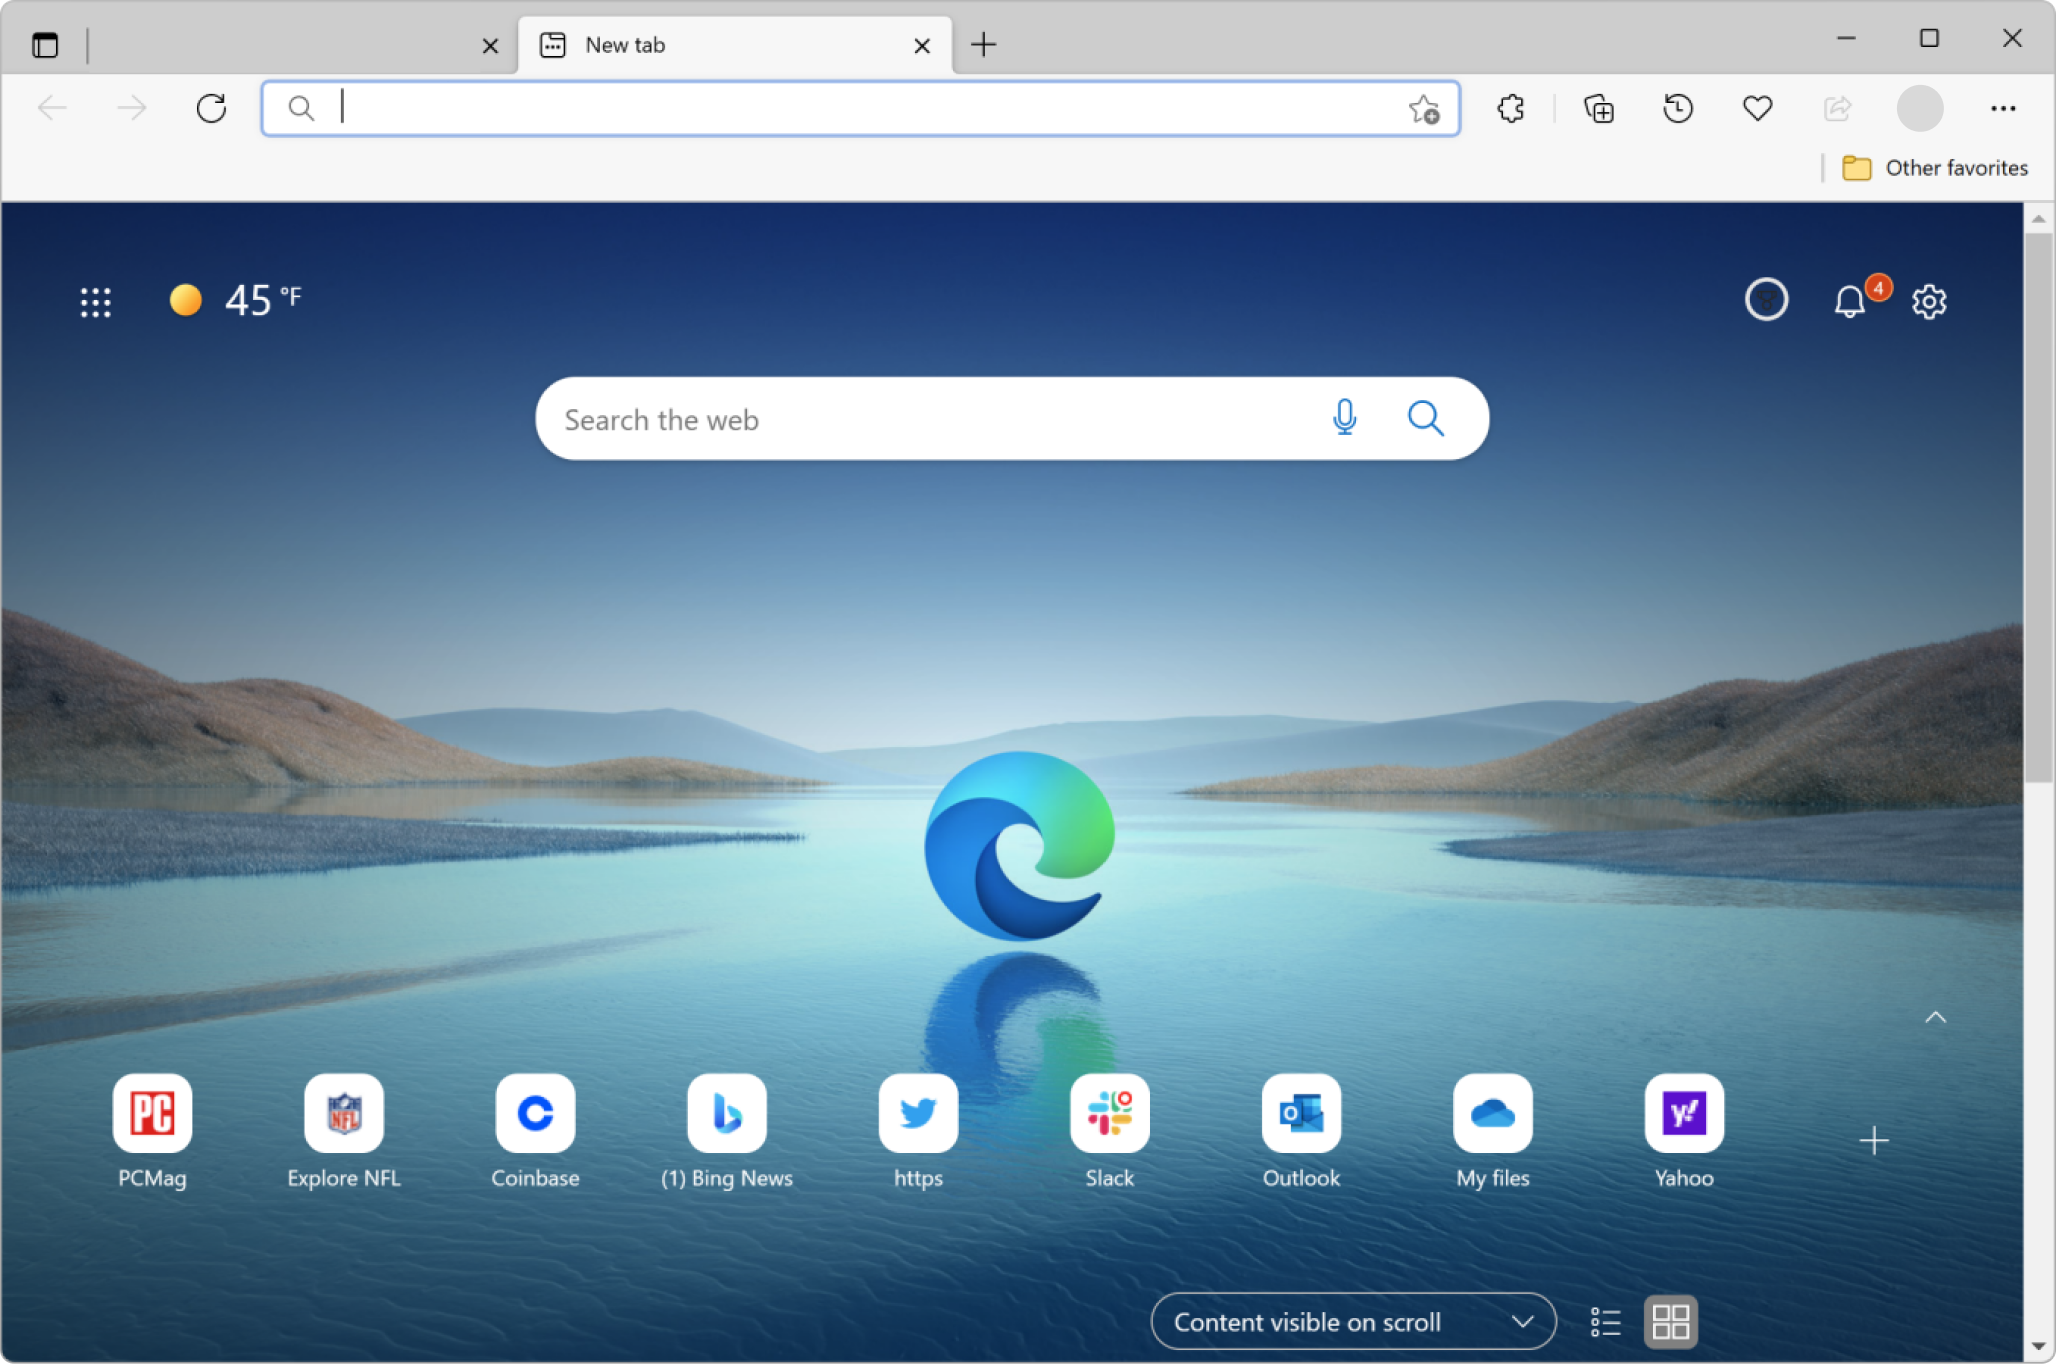 New tab
Other favorites
45 °F
4
Search the web
PC
NFL
PCMag
Explore NFL
Coinbase
(1) Bing News
https
Slack
Outlook
My files
Yahoo
Content visible on scroll